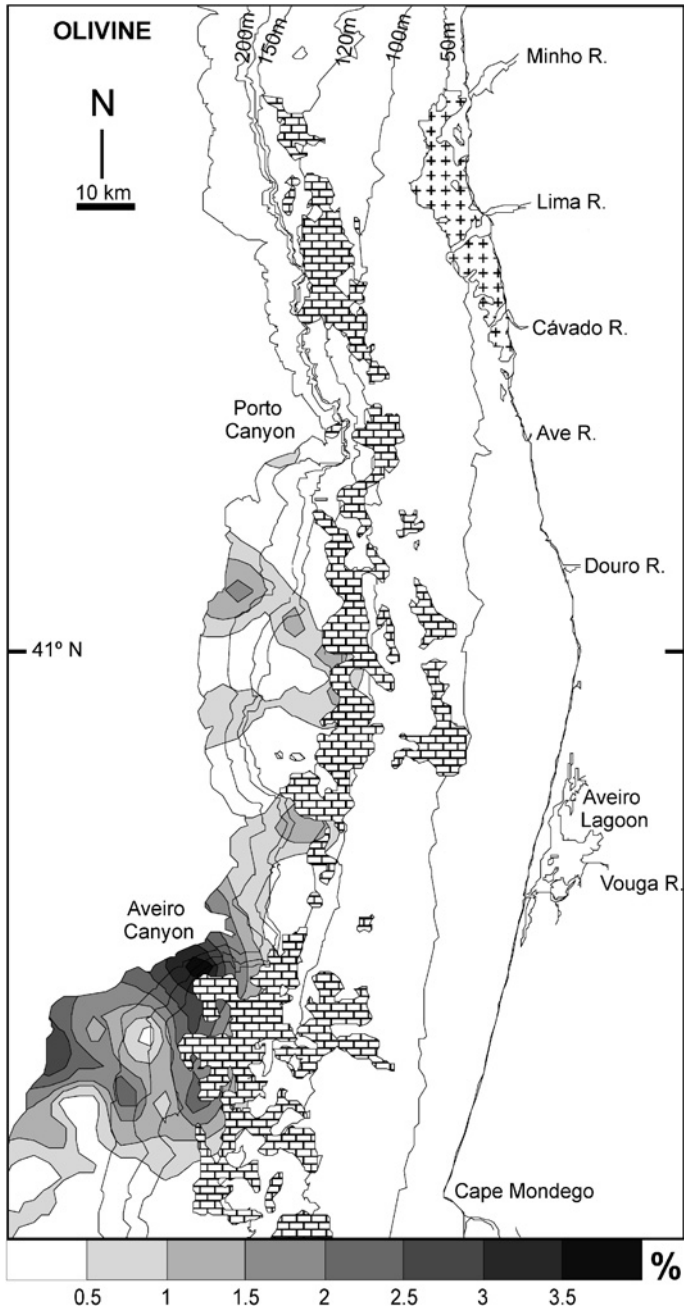 OLIVINE
200m
150m
120m
100m
50m
Minho R.
N
10 km
Lima R.
Cávado R.
Porto
Canyon
Ave R.
Douro R.
41º N
Aveiro
Lagoon
Vouga R.
Aveiro
Canyon
Cape Mondego
%
0.5 1 1.5 2 2.5 3 3.5